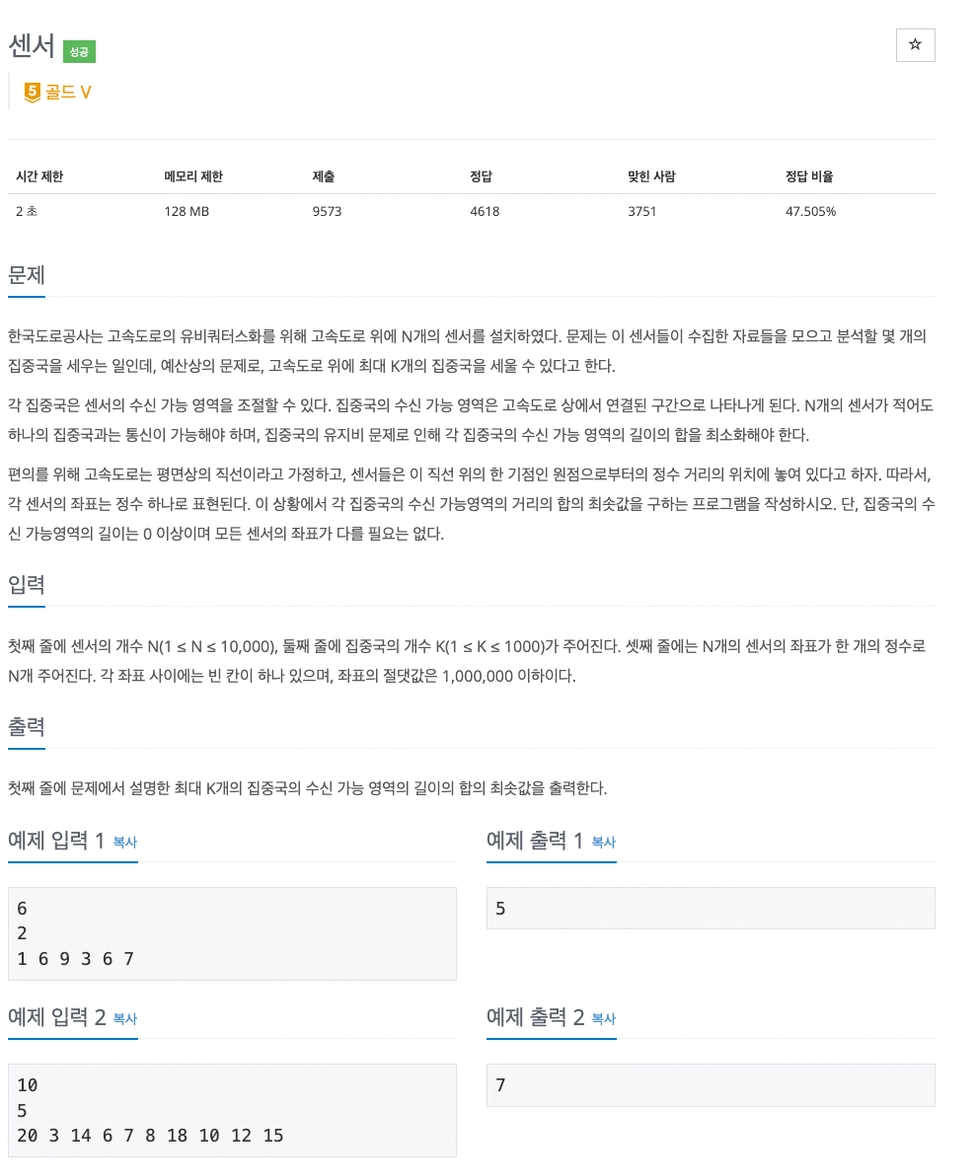 센서 성공
☆
5 골드 V
시간 제한 메모리 제한 제출 정답 맞힌 사람 정답 비율
2 초 128 MB 9573 4618 3751 47.505%
문제
한국도로공사는 고속도로의 유비쿼터스화를 위해 고속도로 위에 N개의 센서를 설치하였다. 문제는 이 센서들이 수집한 자료들을 모으고 분석할 몇 개의
집중국을 세우는 일인데, 예산상의 문제로, 고속도로 위에 최대 K개의 집중국을 세울 수 있다고 한다.
각 집중국은 센서의 수신 가능 영역을 조절할 수 있다. 집중국의 수신 가능 영역은 고속도로 상에서 연결된 구간으로 나타나게 된다. N개의 센서가 적어도
하나의 집중국과는 통신이 가능해야 하며, 집중국의 유지비 문제로 인해 각 집중국의 수신 가능 영역의 길이의 합을 최소화해야 한다.
편의를 위해 고속도로는 평면상의 직선이라고 가정하고, 센서들은 이 직선 위의 한 기점인 원점으로부터의 정수 거리의 위치에 놓여 있다고 하자. 따라서,
각 센서의 좌표는 정수 하나로 표현된다. 이 상황에서 각 집중국의 수신 가능영역의 거리의 합의 최솟값을 구하는 프로그램을 작성하시오. 단, 집중국의 수
신 가능영역의 길이는 0 이상이며 모든 센서의 좌표가 다를 필요는 없다.
입력
첫째 줄에 센서의 개수 N(1 ≤ N ≤ 10,000), 둘째 줄에 집중국의 개수 K(1 ≤ K ≤ 1000)가 주어진다. 셋째 줄에는 N개의 센서의 좌표가 한 개의 정수로
N개 주어진다. 각 좌표 사이에는 빈 칸이 하나 있으며, 좌표의 절댓값은 1,000,000 이하이다.
출력
첫째 줄에 문제에서 설명한 최대 K개의 집중국의 수신 가능 영역의 길이의 합의 최솟값을 출력한다.
예제 입력 1 복사
6
2
1 6 9 3 6 7
예제 출력 1 복사
5
예제 입력 2 복사
10
5
20 3 14 6 7 8 18 10 12 15
예제 출력 2 복사
7